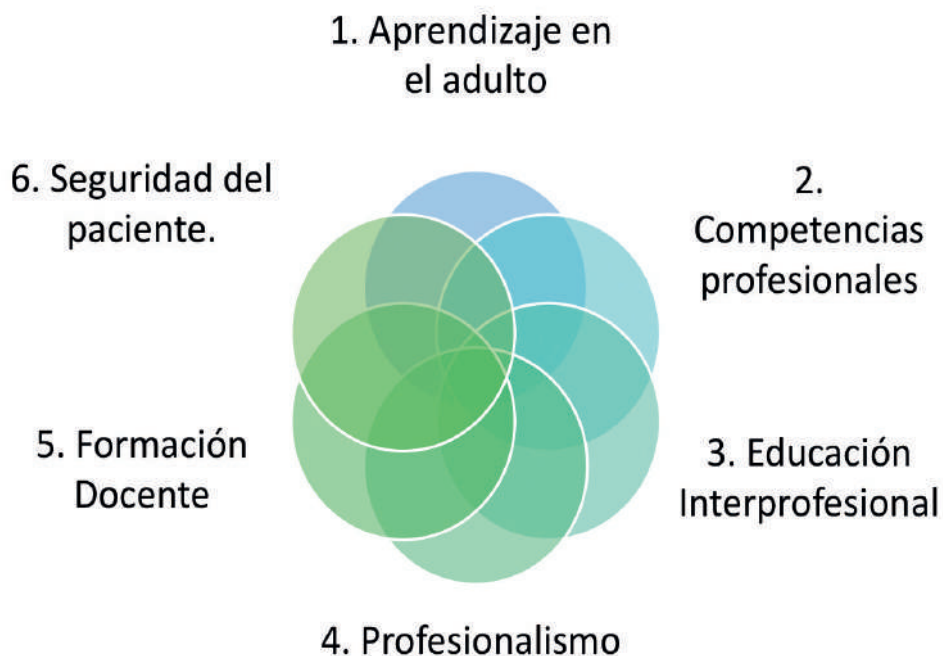 1. Aprendizaje en
el adulto
2.
Competencias
profesionales
3. Educación
Interprofesional
4. Profesionalismo
5. Formación
Docente
6. Seguridad del
paciente.